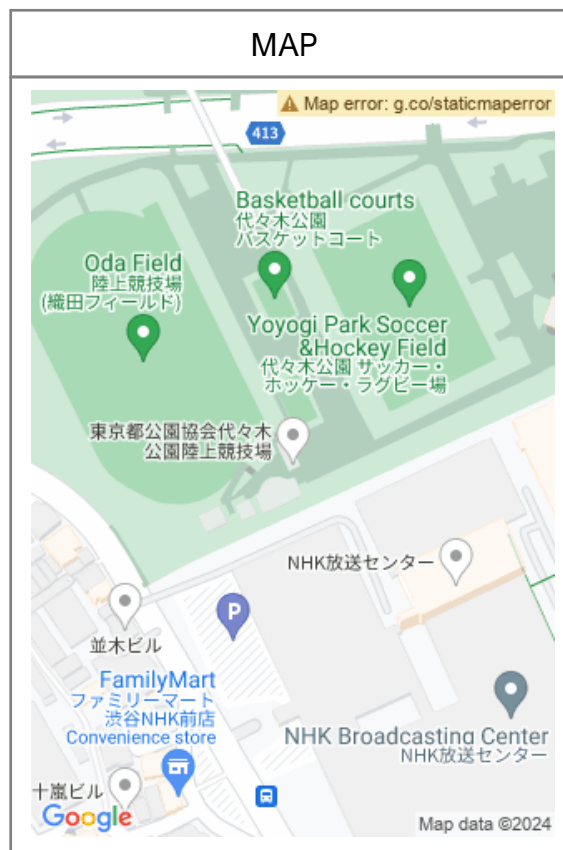 MAP
Map error: g.co/staticmaperror
413
Basketball courts
代々木公園
バスケットコート
Oda Field
陸上競技場
(織田フィールド)
Yoyogi Park Soccer
&Hockey Field
代々木公園 サッカー・
ホッケー・ラグビー場
東京都公園協会代々木
公園陸上競技場
NHK放送センター
P
並木ビル
FamilyMart
ファミリーマート
渋谷NHK前店
Convenience store
NHK Broadcasting Center
NHK放送センター
十嵐ビル
Google
Map data ©2024